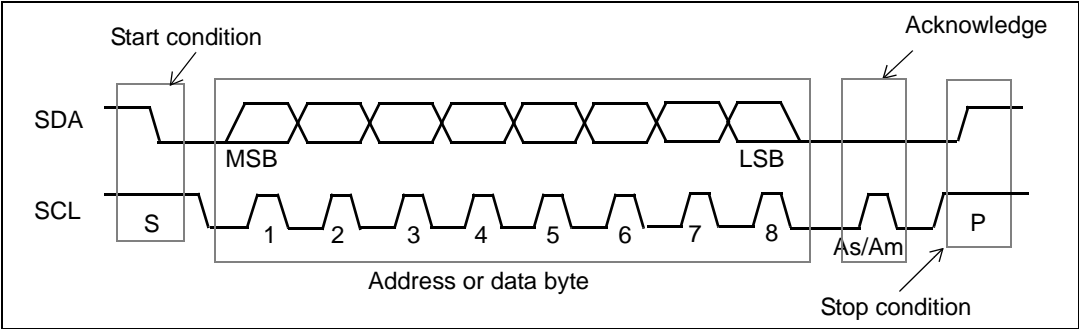 Acknowledge
Start condition
SDA
MSB LSB
SCL
S 1 2 3 4 5 6 7 8 As/Am P
Address or data byte
Stop condition